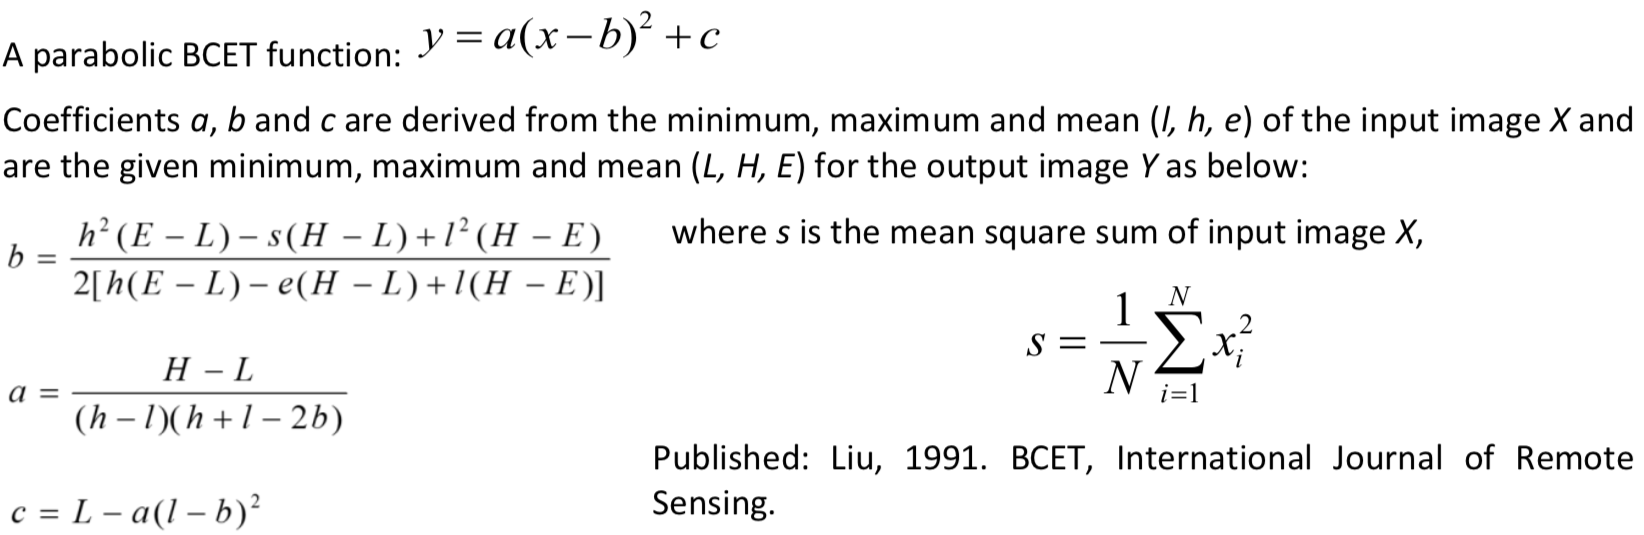 A parabolic BCET function: y = a(x − b)² + c
Coefficients a, b and c are derived from the minimum, maximum and mean (l, h, e) of the input image X and
are the given minimum, maximum and mean (L, H, E) for the output image Y as below:
b = \frac{h²(E − L) − s(H − L) + l²(H − E)}{2[h(E − L) − e(H − L) + l(H − E)]}
where s is the mean square sum of input image X,
s = \frac{1}{N} \sum_{i=1}^{N} x_i^2
a = \frac{H − L}{(h − l)(h + l − 2b)}
c = L − a(l − b)²
Published: Liu, 1991. BCET, International Journal of Remote
Sensing.